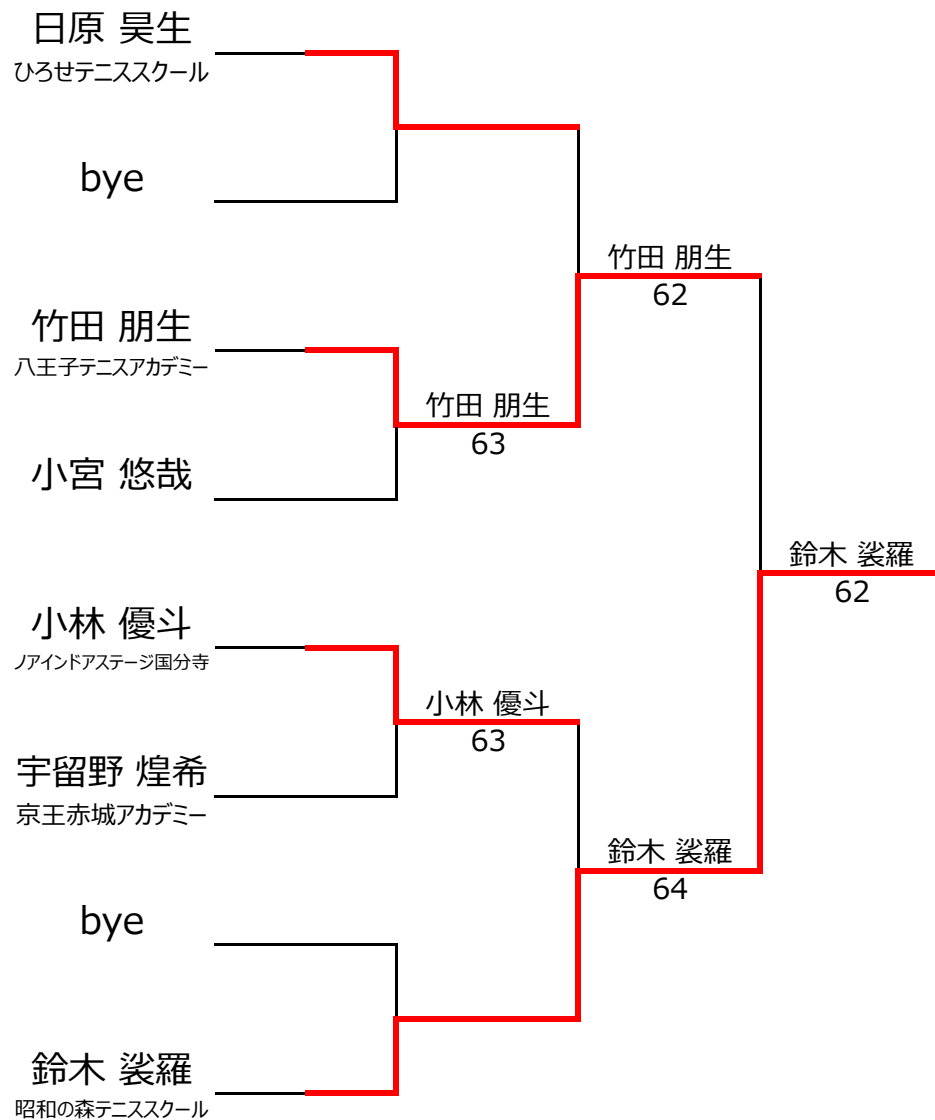 日原 昊生
ひろせテニススクール
bye
竹田 朋生
八王子テニスアカデミー
小宮 悠哉
小林 優斗
ノアインドアステージ国分寺
宇留野 煌希
京王赤城アカデミー
bye
鈴木 裟羅
昭和の森テニススクール
竹田 朋生
63
小林 優斗
63
竹田 朋生
62
鈴木 裟羅
64
鈴木 裟羅
62